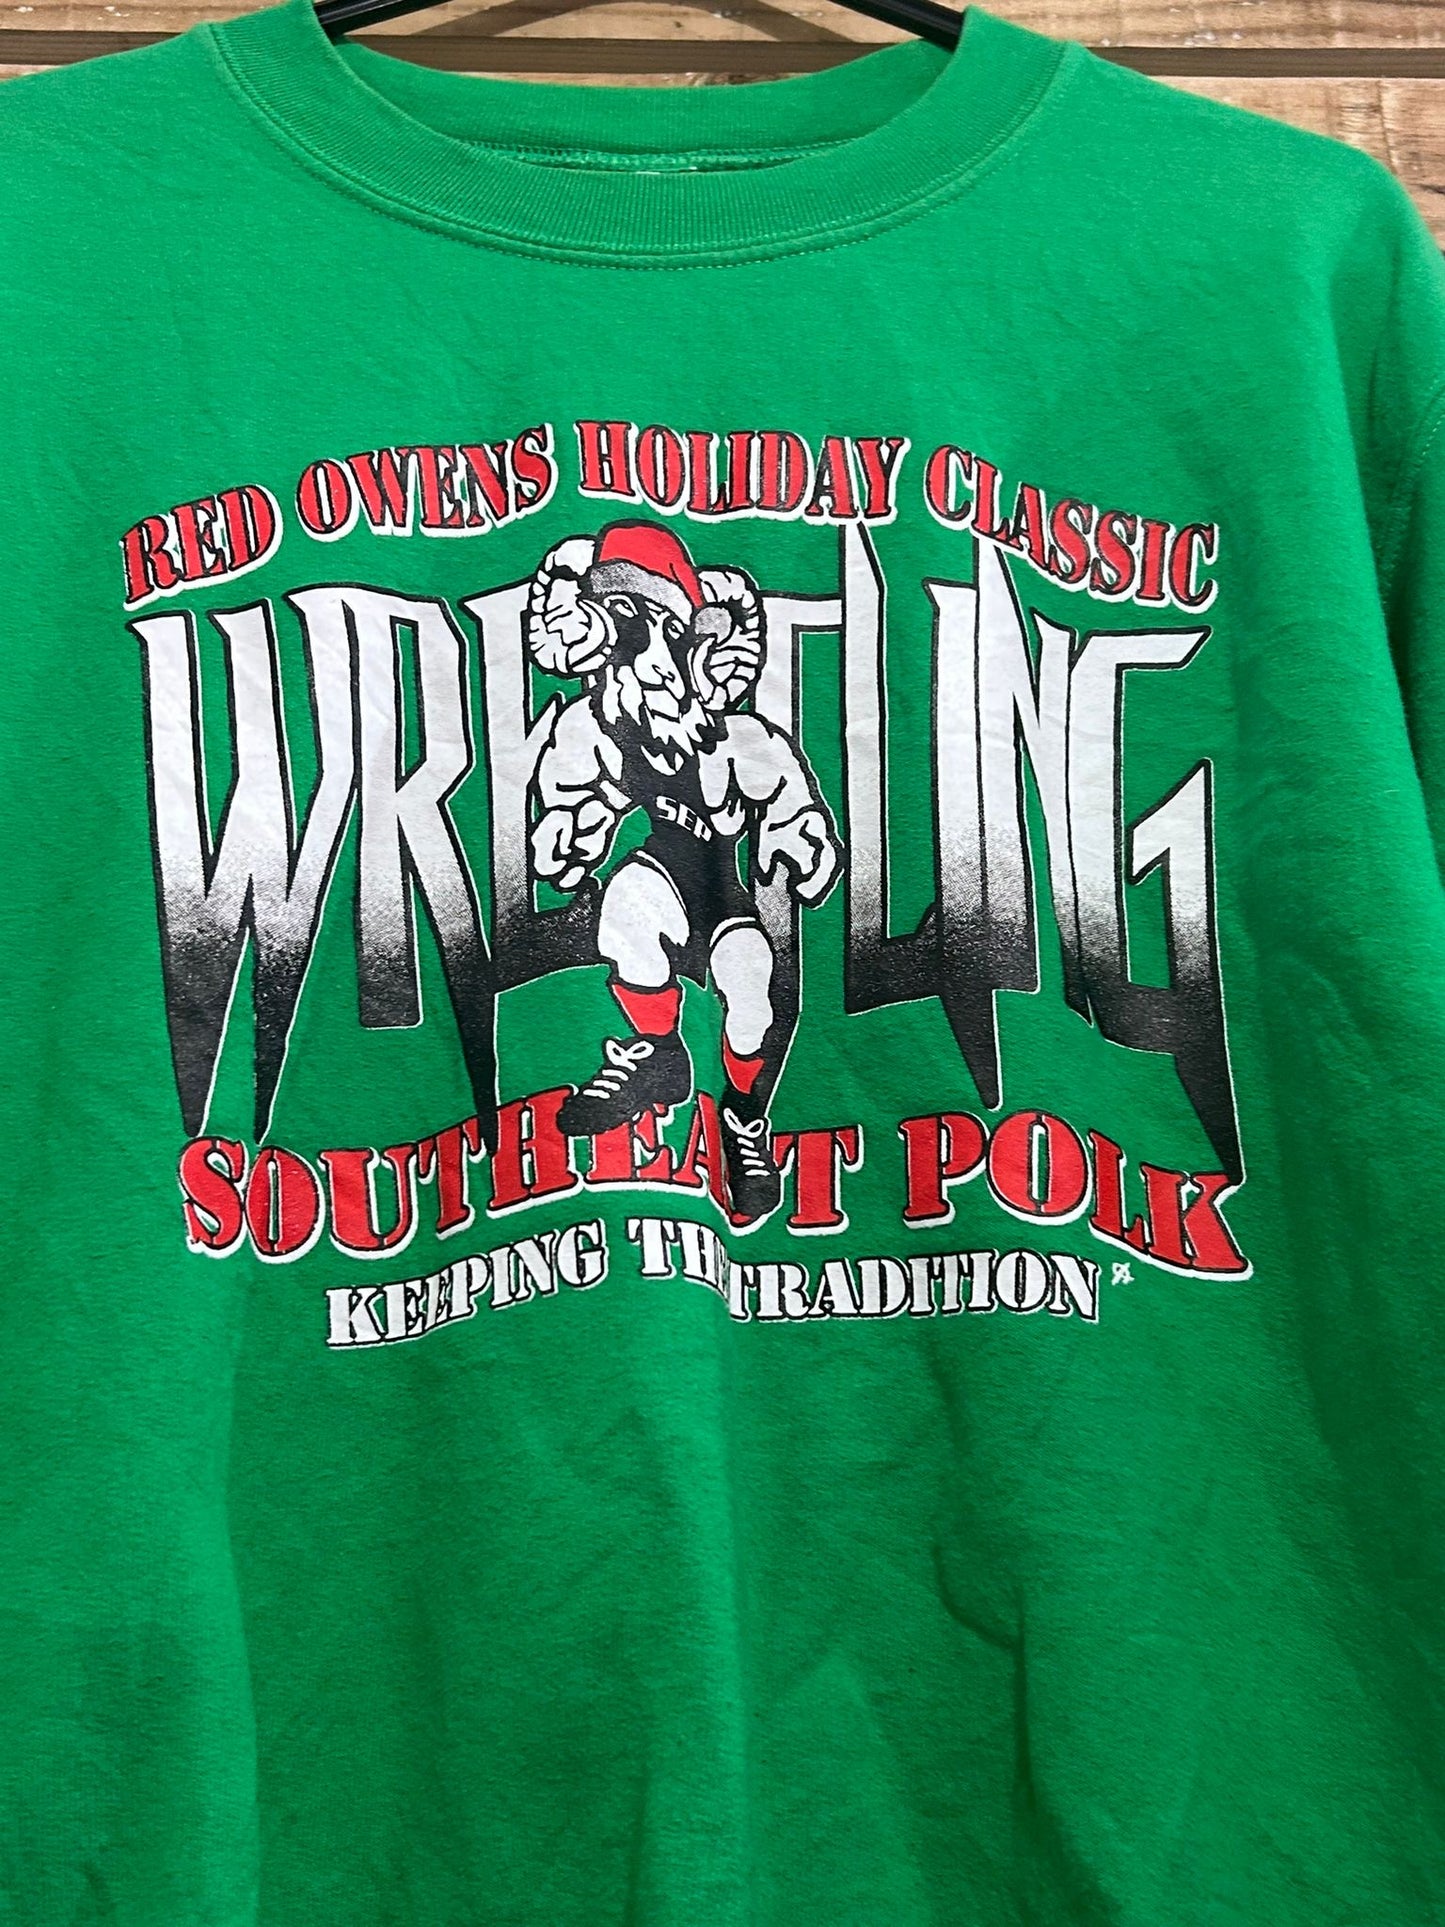 RED OWENS HOLIDAY CLASSIC
WRESTLING
SEP
SOUTHEAST POLK
KEEPING THE TRADITION